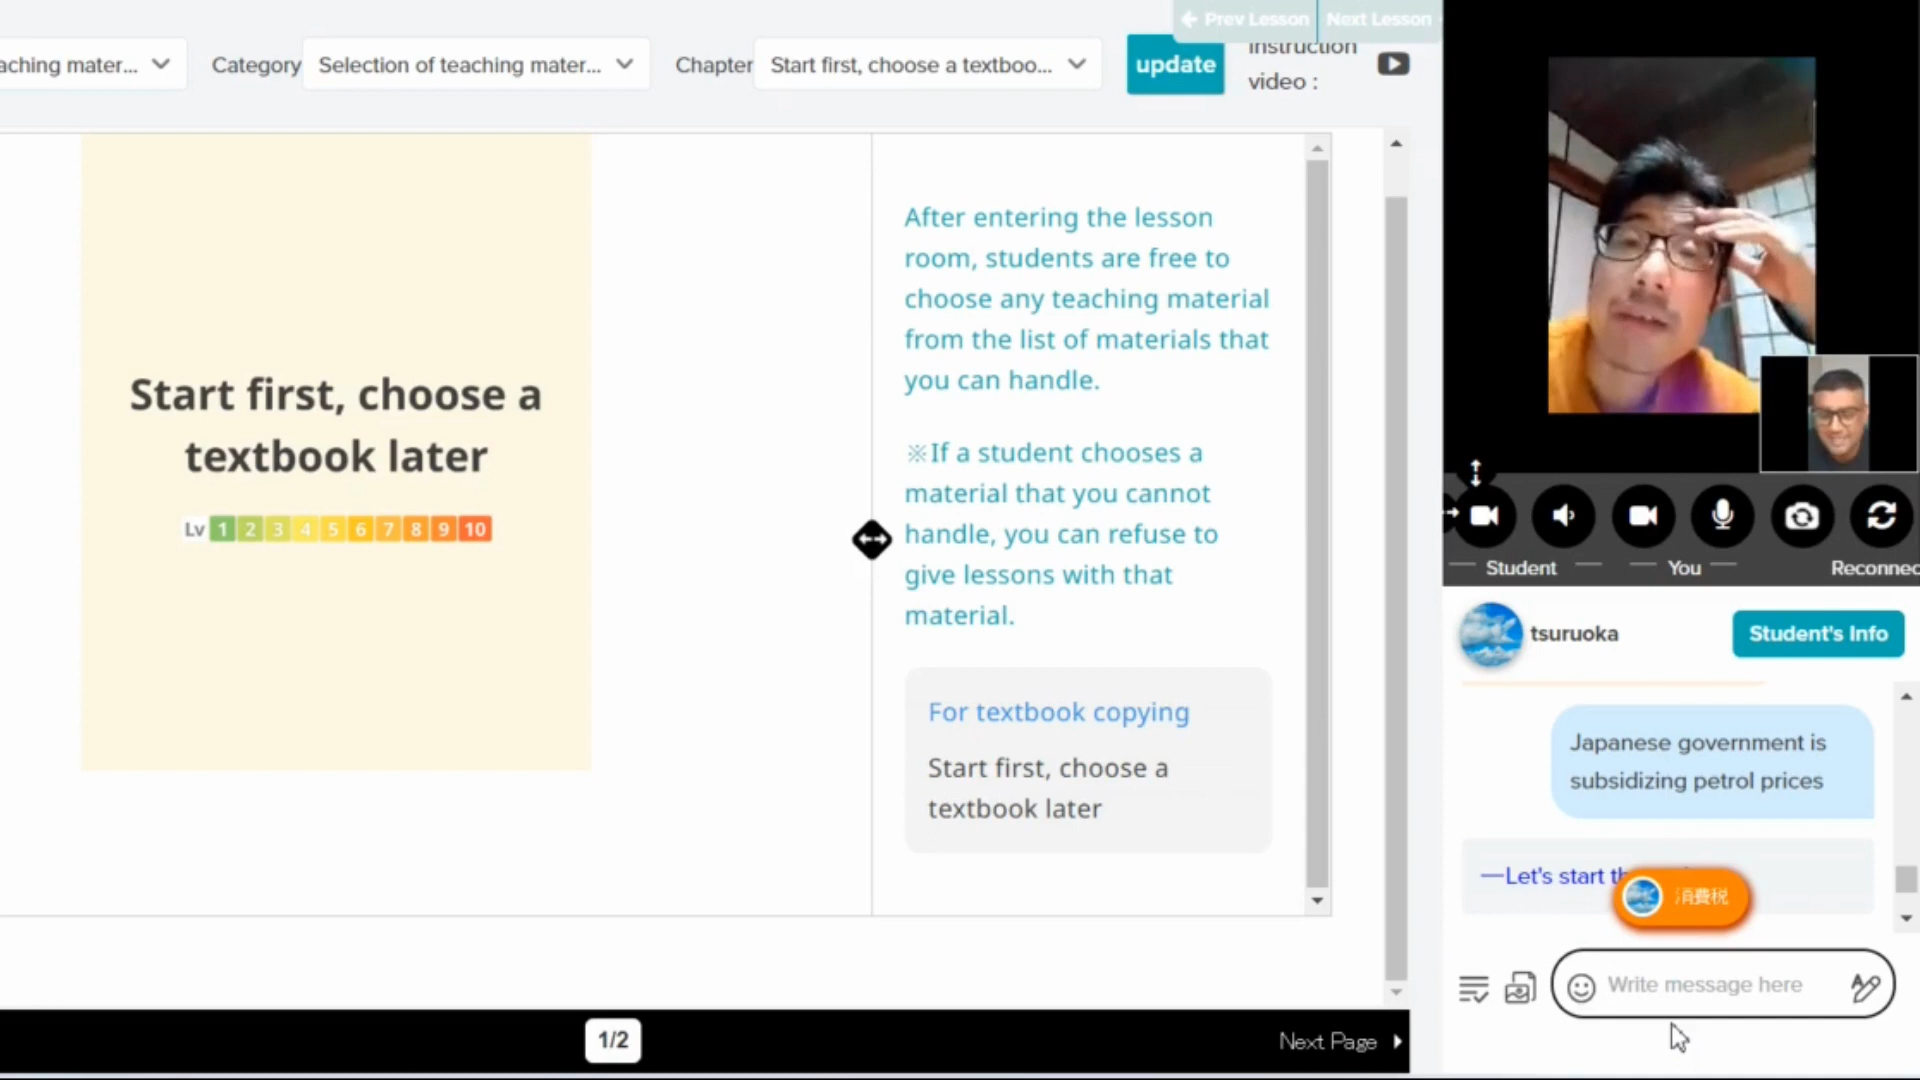 Prev Lesson
Next Lesson
aching mater...
Category
Selection of teaching mater...
Chapter
Start first, choose a textboo...
update
instruction
video :
Start first, choose a
textbook later
Lv 1 2 3 4 5 6 7 8 9 10
After entering the lesson
room, students are free to
choose any teaching material
from the list of materials that
you can handle.
※If a student chooses a
material that you cannot
handle, you can refuse to
give lessons with that
material.
For textbook copying
Start first, choose a
textbook later
1/2
Next Page
Student
You
Reconnec
tsuruoka
Student's Info
Japanese government is
subsidizing petrol prices
—Let's start
消費税
Write message here